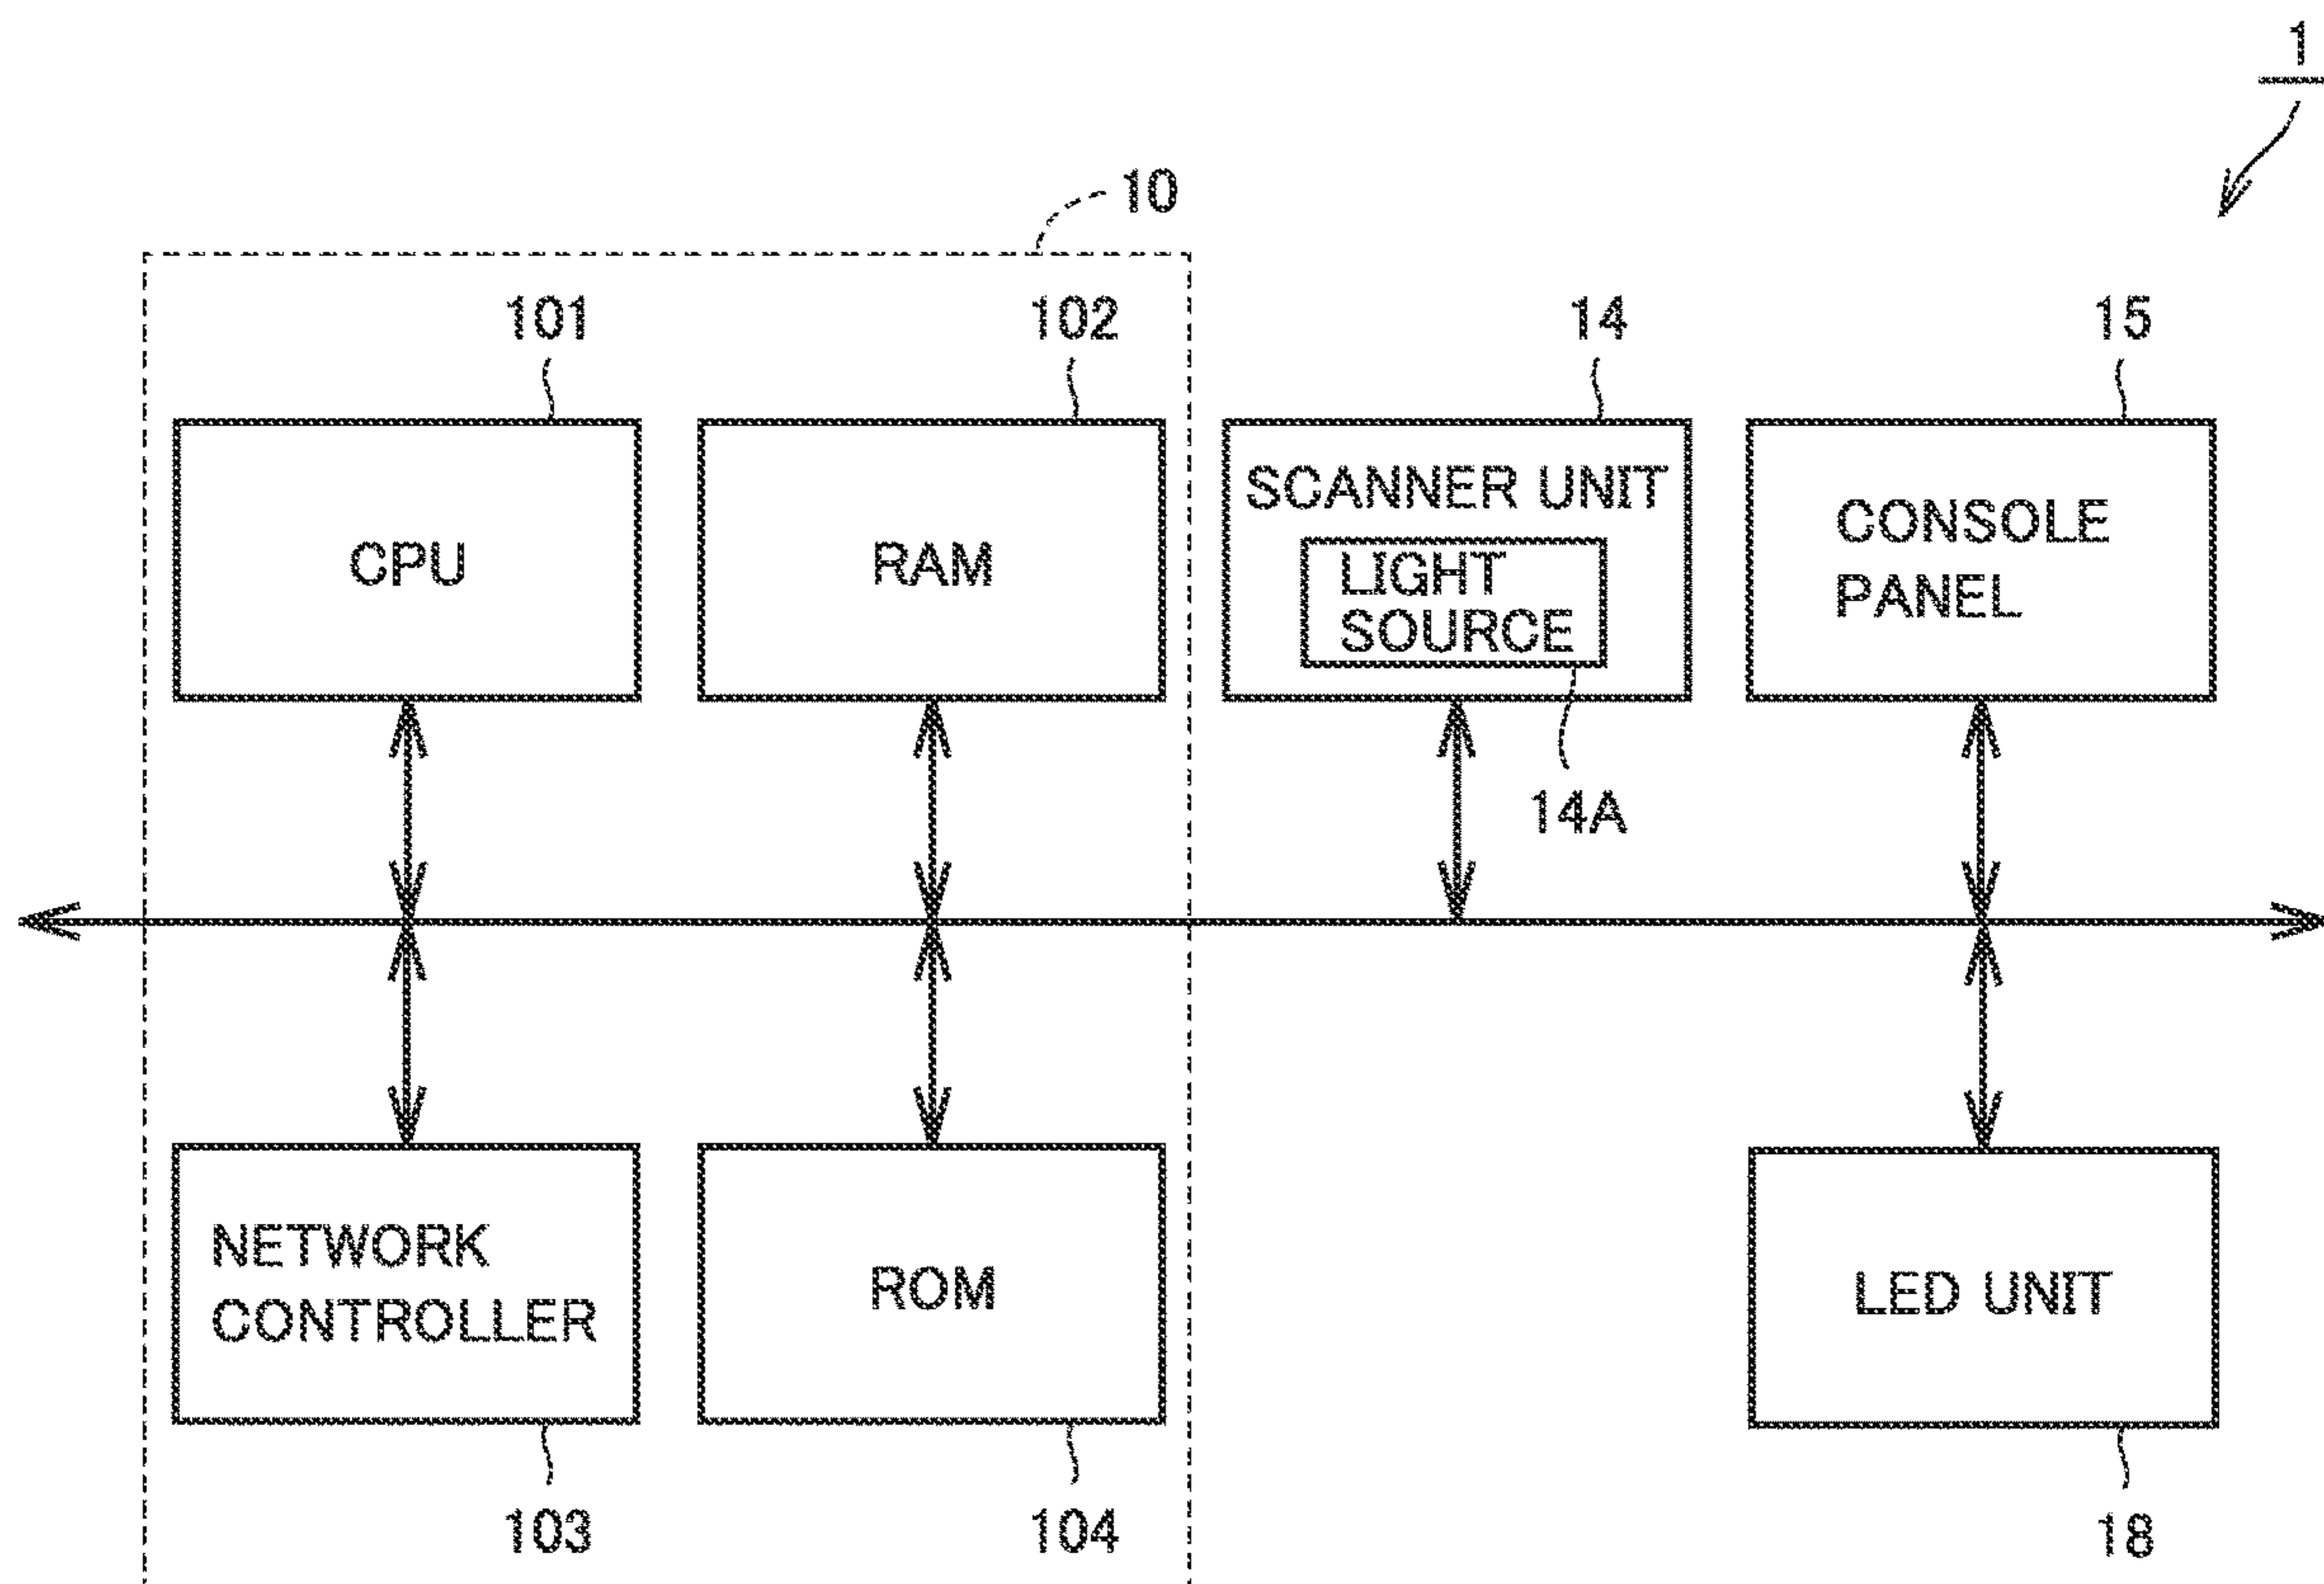 1
10
101
102
14
15
CPU
RAM
SCANNER UNIT
LIGHT
SOURCE
CONSOLE
PANEL
14A
NETWORK
CONTROLLER
ROM
LED UNIT
103
104
18